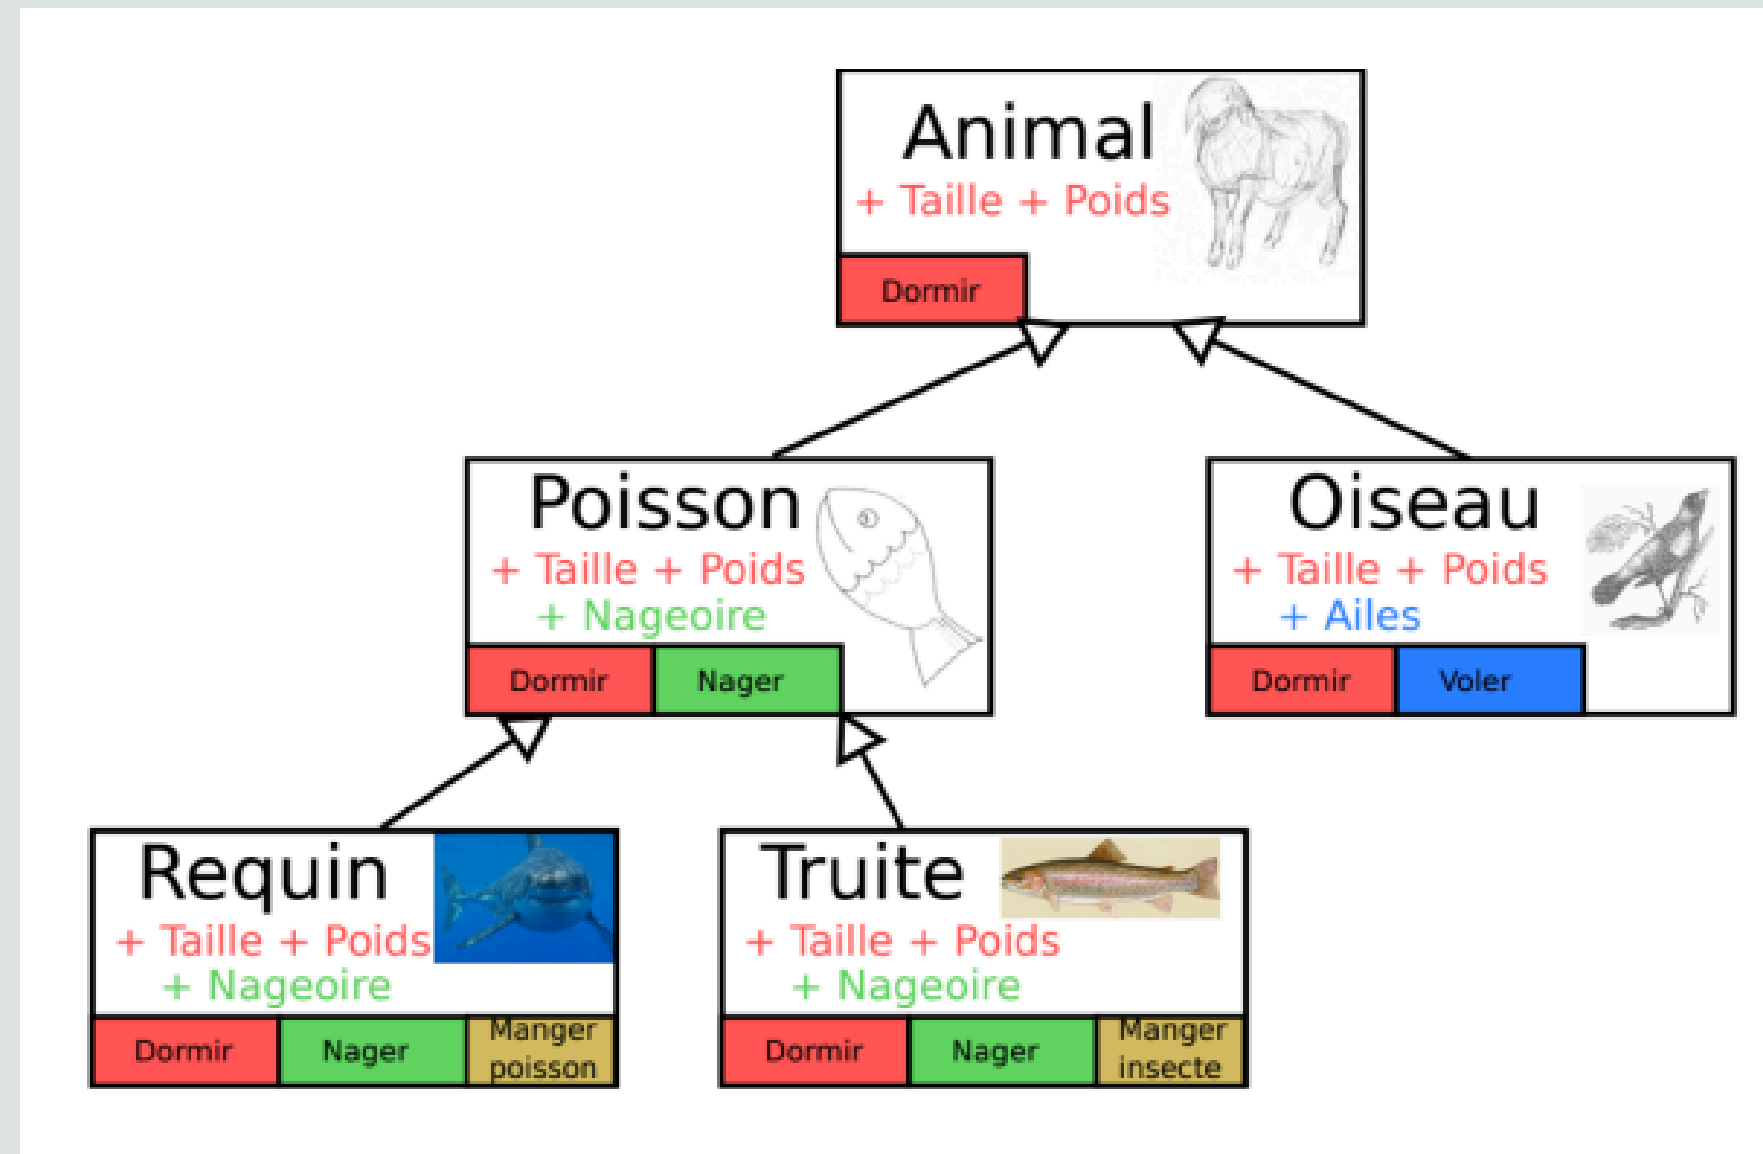 Animal
+ Taille + Poids
Dormir
Poisson
+ Taille + Poids
+ Nageoire
Dormir
Nager
Oiseau
+ Taille + Poids
+ Ailes
Dormir
Voler
Requin
+ Taille + Poids
+ Nageoire
Dormir
Nager
Manger
poisson
Truite
+ Taille + Poids
+ Nageoire
Dormir
Nager
Manger
insecte